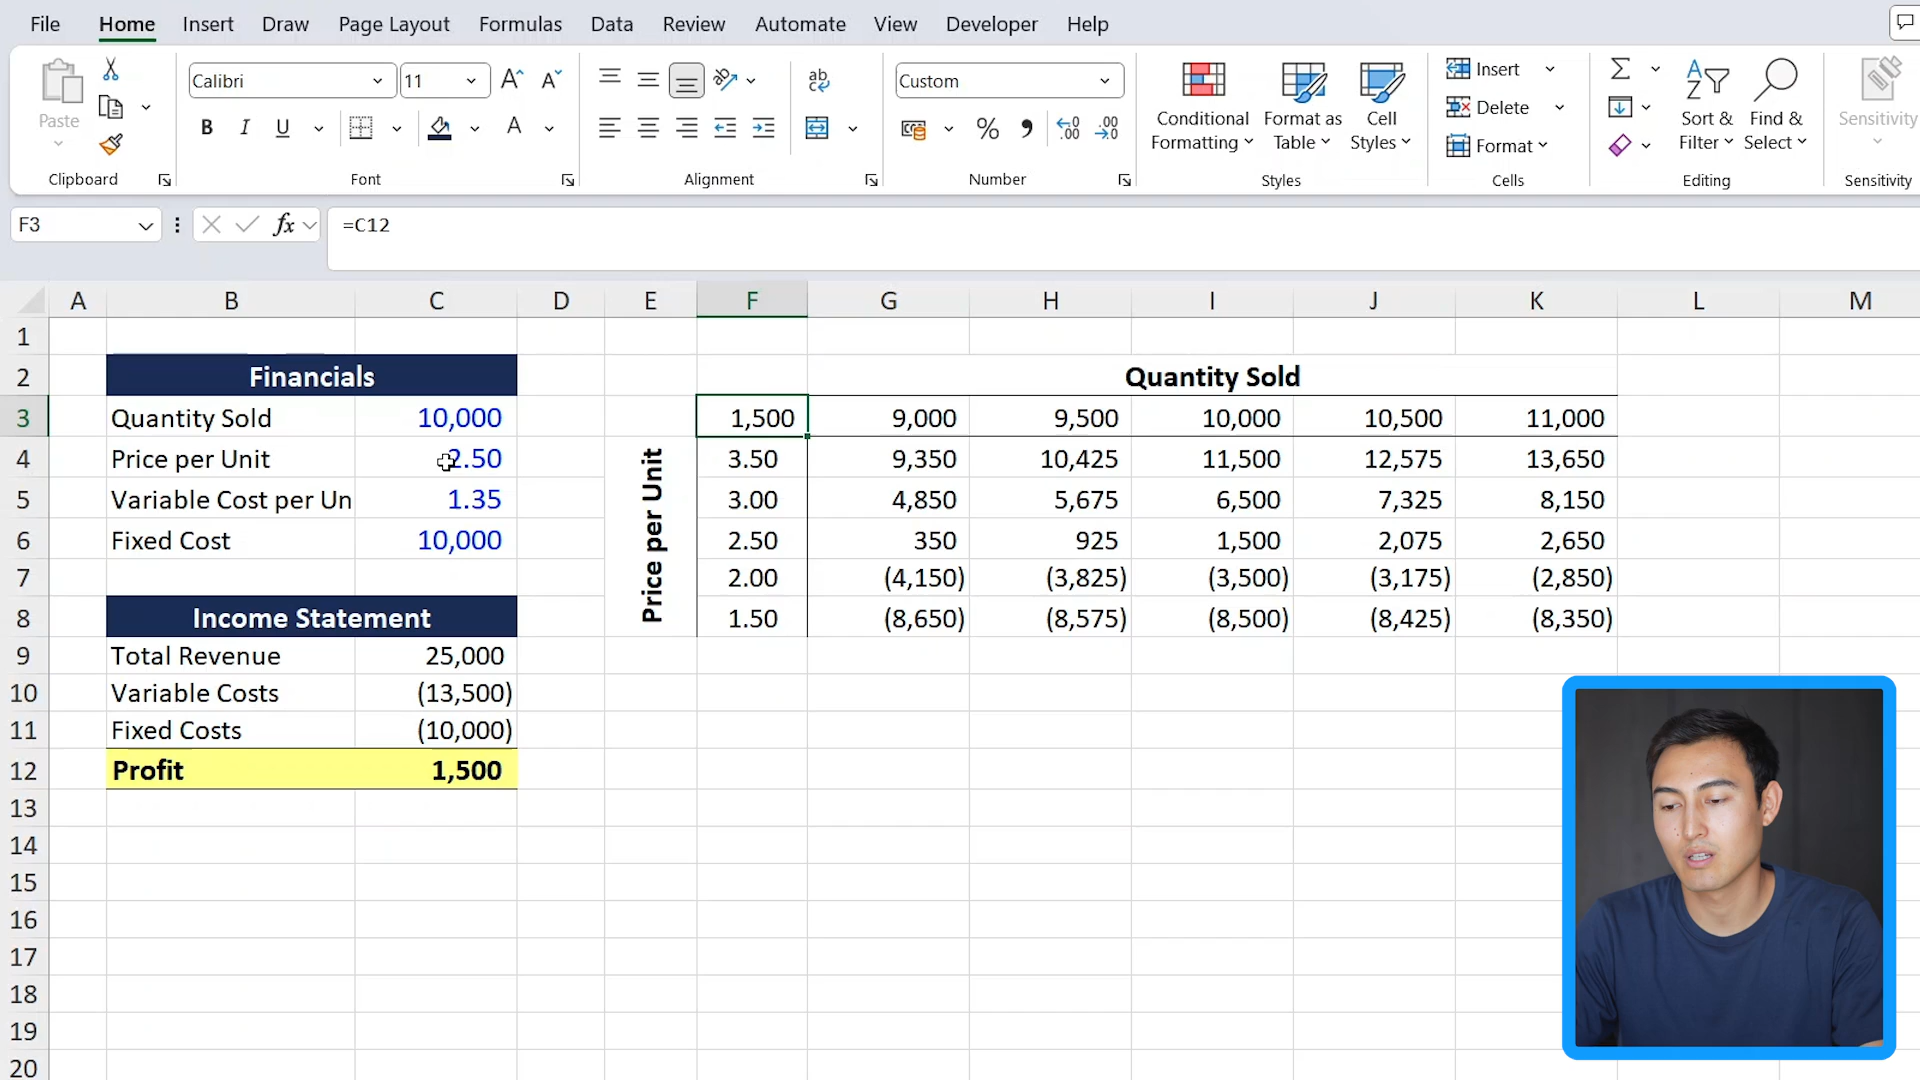 File Home Insert Draw Page Layout Formulas Data Review Automate View Developer Help
Paste
Clipboard
Calibri 11
A A
B I U A
Font
ab
Alignment
Custom
% , .00 .00
Number
Conditional Formatting
Format as Table
Cell Styles
Styles
Insert
Delete
Format
Cells
Σ
Sort & Filter
Find & Select
Editing
Sensitivity
Sensitivity
F3 fx =C12
A B C D E F G H I J K L M
1
2 Financials Quantity Sold
3 Quantity Sold 10,000 1,500 9,000 9,500 10,000 10,500 11,000
4 Price per Unit 2.50 3.50 9,350 10,425 11,500 12,575 13,650
5 Variable Cost per Un 1.35 3.00 4,850 5,675 6,500 7,325 8,150
6 Fixed Cost 10,000 2.50 350 925 1,500 2,075 2,650
7 2.00 (4,150) (3,825) (3,500) (3,175) (2,850)
8 Income Statement 1.50 (8,650) (8,575) (8,500) (8,425) (8,350)
Price per Unit
9 Total Revenue 25,000
10 Variable Costs (13,500)
11 Fixed Costs (10,000)
12 Profit 1,500
13
14
15
16
17
18
19
20